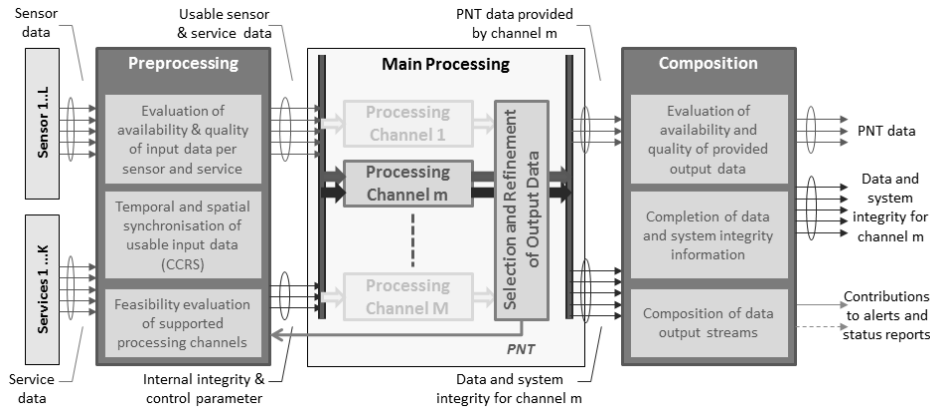 Sensor
data
Usable sensor
& service data
PNT data provided
by channel m
Sensor 1..L
Services 1 ...K
Preprocessing
Evaluation of
availability & quality
of input data per
sensor and service
Temporal and spatial
synchronisation of
usable input data
(CCRS)
Feasibility evaluation
of supported
processing channels
Main Processing
Processing
Channel 1
Processing
Channel m
Processing
Channel M
Selection and Refinement
of Output Data
PNT
Composition
Evaluation of
availability and
quality of provided
output data
Completion of data
and system integrity
information
Composition of data
output streams
PNT data
Data and
system
integrity for
channel m
Contributions
to alerts and
status reports
Service
data
Internal integrity &
control parameter
Data and system
integrity for channel m